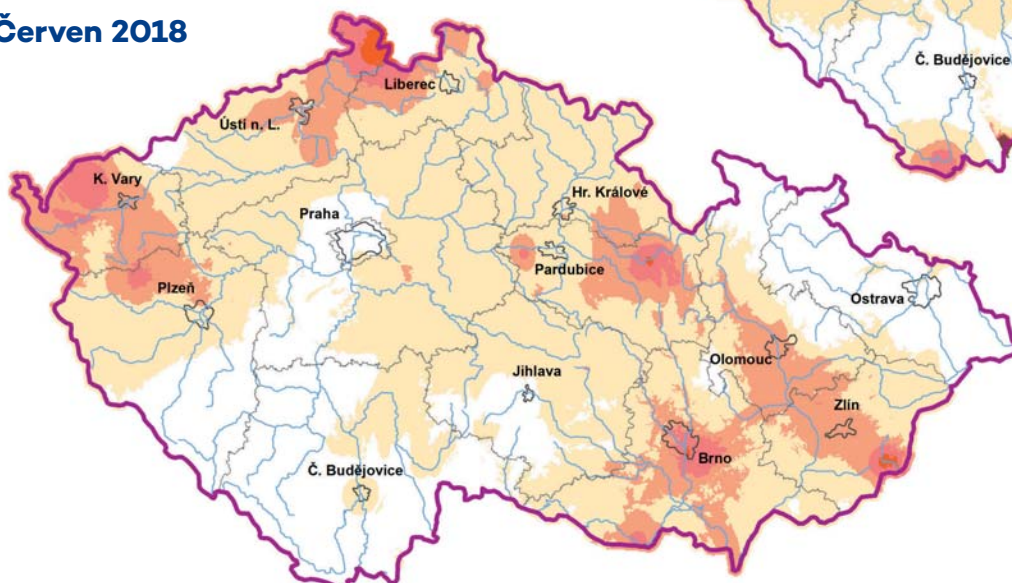 Červen 2018
Č. Budějovice
Liberec
Ústí n. L.
K. Vary
Hr. Králové
Praha
Pardubice
Plzeň
Ostrava
Olomouc
Jihlava
Zlín
Brno
Č. Budějovice